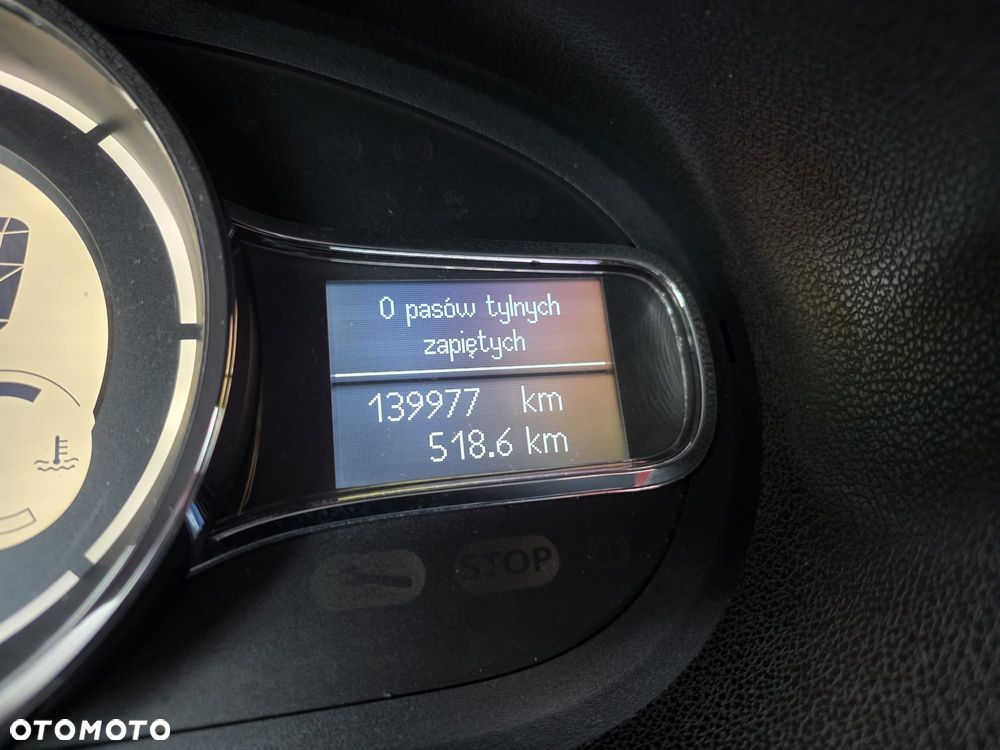 0 pasów tylnych
zapiętych
139977 km
518.6 km
STOP
OTOMOTO